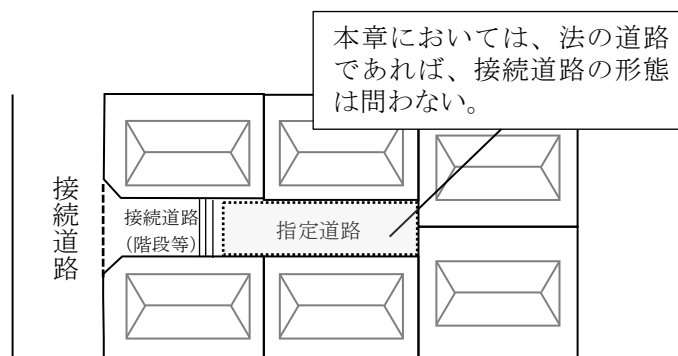 本章においては、法の道路
であれば、接続道路の形態
は問わない。
接続道路
接続道路
（階段等）
指定道路